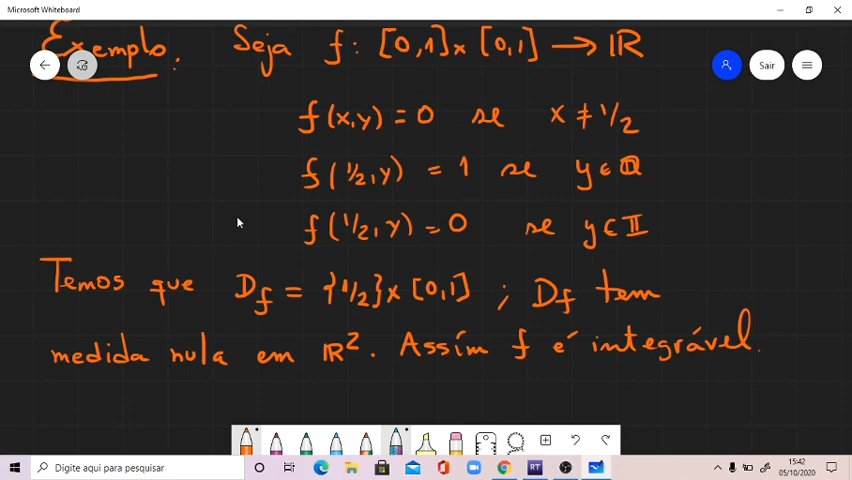 Microsoft Whiteboard
Exemplo: Seja f: [0,1]x[0,1] → ℝ
Sair
f(x,y) = 0 se x ≠ 1/2
f(1/2,y) = 1 se y ∈ ℚ
f(1/2,y) = 0 se y ∈ 𝕀
Temos que Df = {1/2}x[0,1] ; Df tem
medida nula em ℝ². Assim f é integrável.
Digite aqui para pesquisar
RT
15:42
05/10/2020